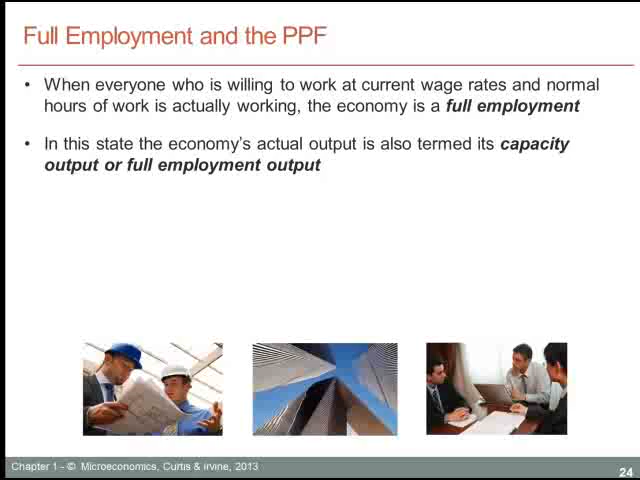 Full Employment and the PPF
• When everyone who is willing to work at current wage rates and normal
hours of work is actually working, the economy is a full employment
• In this state the economy's actual output is also termed its capacity
output or full employment output
Chapter 1 - © Microeconomics, Curtis & Irvine, 2013
24